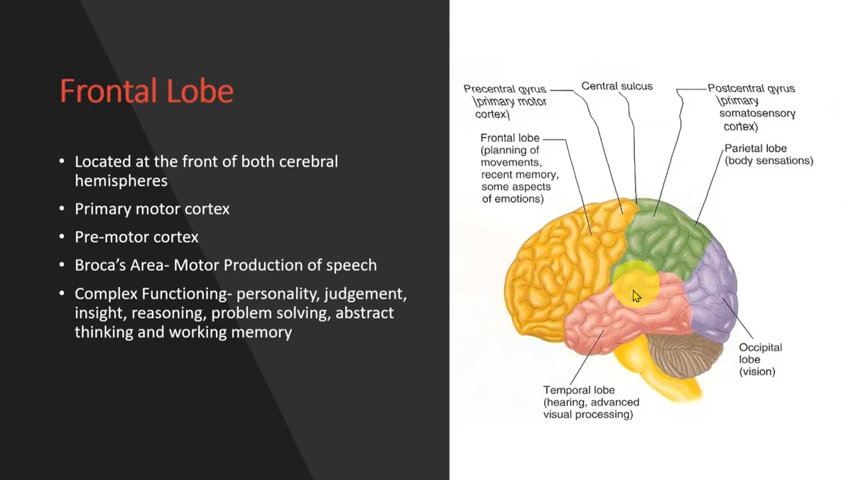 Frontal Lobe
• Located at the front of both cerebral
hemispheres
• Primary motor cortex
• Pre-motor cortex
• Broca's Area- Motor Production of speech
• Complex Functioning- personality, judgement,
insight, reasoning, problem solving, abstract
thinking and working memory
Precentral gyrus
(primary motor
cortex)
Central sulcus
Postcentral gyrus
(primary
somatosensory
cortex)
Frontal lobe
(planning of
movements,
recent memory,
some aspects
of emotions)
Parietal lobe
(body sensations)
Occipital
lobe
(vision)
Temporal lobe
(hearing, advanced
visual processing)